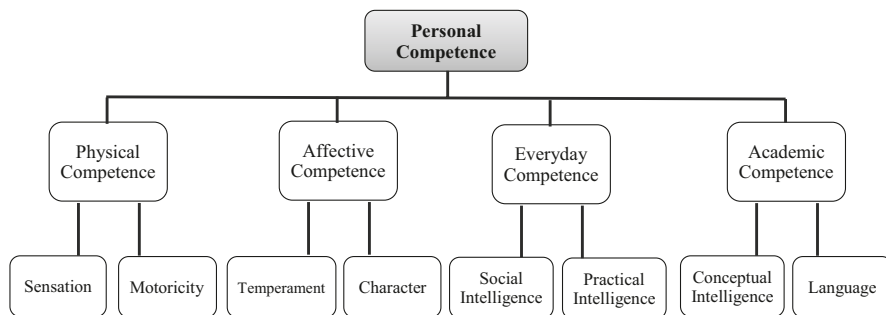 Personal
Competence
Physical
Competence
Affective
Competence
Everyday
Competence
Academic
Competence
Sensation
Motoricity
Temperament
Character
Social
Intelligence
Practical
Intelligence
Conceptual
Intelligence
Language